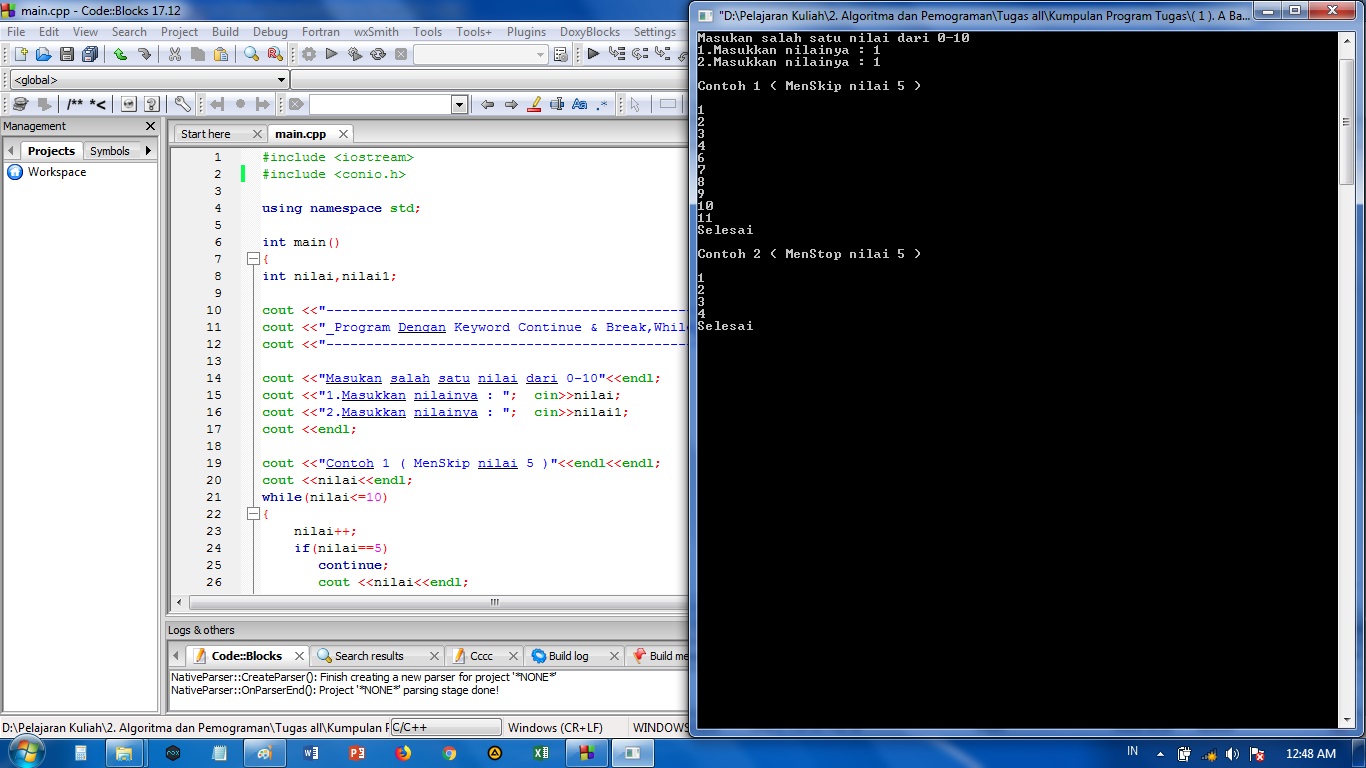 main.cpp - Code::Blocks 17.12
File Edit View Search Project Build Debug Fortran wxSmith Tools Tools+ Plugins DoxyBlocks Settings
<global>
/** *<
Aa .*
Management
Projects Symbols
Workspace
Start here main.cpp
1 #include <iostream>
2 #include <conio.h>
3
4 using namespace std;
5
6 int main()
7 {
8 int nilai,nilai1;
9
10 cout <<"---------------------------------------------
11 cout <<"_Program Dengan Keyword Continue & Break,While
12 cout <<"---------------------------------------------
13
14 cout <<"Masukan salah satu nilai dari 0-10"<<endl;
15 cout <<"1.Masukkan nilainya : ";  cin>>nilai;
16 cout <<"2.Masukkan nilainya : ";  cin>>nilai1;
17 cout <<endl;
18
19 cout <<"Contoh 1 ( MenSkip nilai 5 )"<<endl<<endl;
20 cout <<nilai<<endl;
21 while(nilai<=10)
22 {
23 nilai++;
24 if(nilai==5)
25 continue;
26 cout <<nilai<<endl;
Logs & others
Code::Blocks Search results Cccc Build log Build me
NativeParser::CreateParser(): Finish creating a new parser for project '*NONE*'
NativeParser::OnParserEnd(): Project '*NONE*' parsing stage done!
D:\Pelajaran Kuliah\2. Algoritma dan Pemograman\Tugas all\Kumpulan P C/C++ Windows (CR+LF) WINDOWS
"D:\Pelajaran Kuliah\2. Algoritma dan Pemograman\Tugas all\Kumpulan Program Tugas\( 1 ). A Ba...
Masukan salah satu nilai dari 0-10
1.Masukkan nilainya : 1
2.Masukkan nilainya : 1
Contoh 1 ( MenSkip nilai 5 )
1
2
3
4
6
7
8
9
10
11
Selesai
Contoh 2 ( MenStop nilai 5 )
1
2
3
4
Selesai
IN 12:48 AM